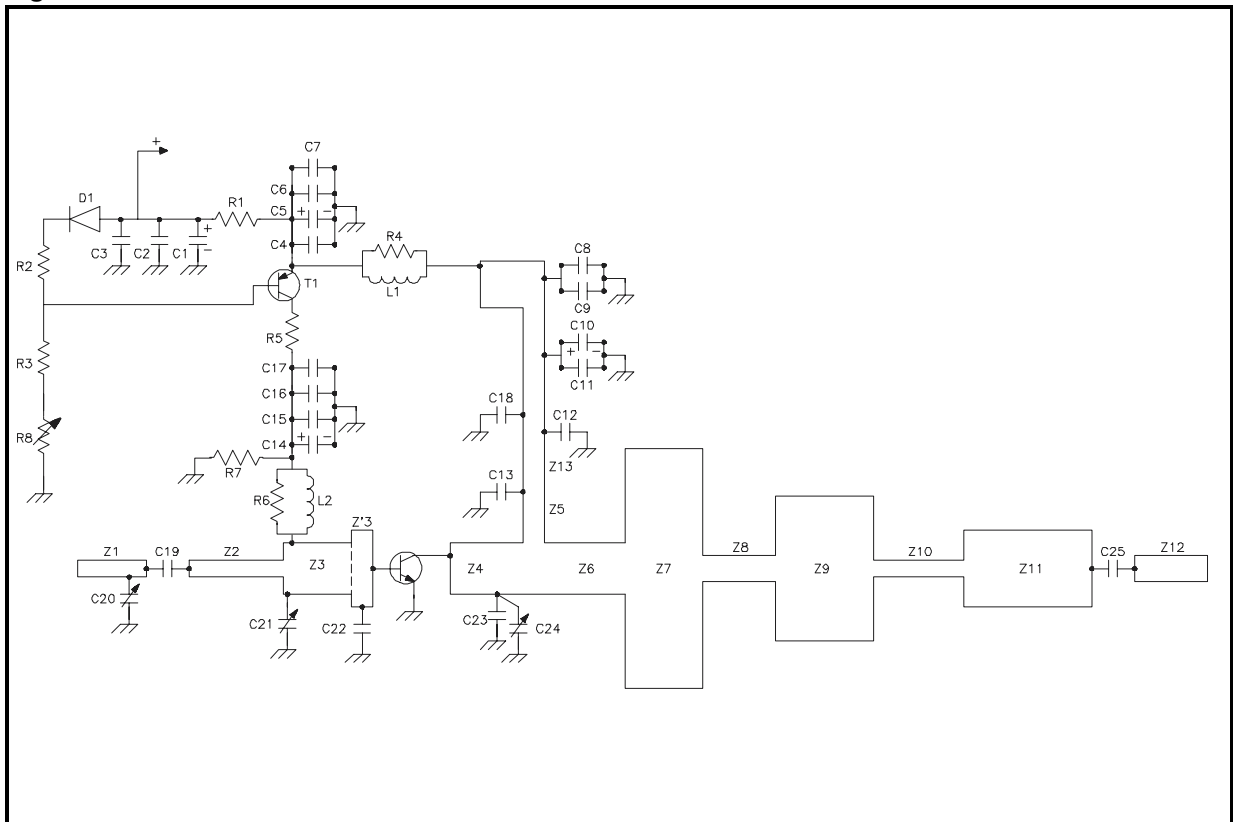 +
C7
D1
R1
C6
C5
+
−
C3
C2
C1
+
−
C4
R4
R2
T1
L1
C8
C9
R5
C10
+
−
C11
R3
C17
C16
C18
C12
R8
C15
C14
+
−
R7
Z13
C13
R6
L2
Z5
Z'3
Z1
C19
Z2
Z3
Z4
Z6
Z7
Z8
Z9
Z10
Z11
C25
Z12
C20
C21
C22
C23
C24